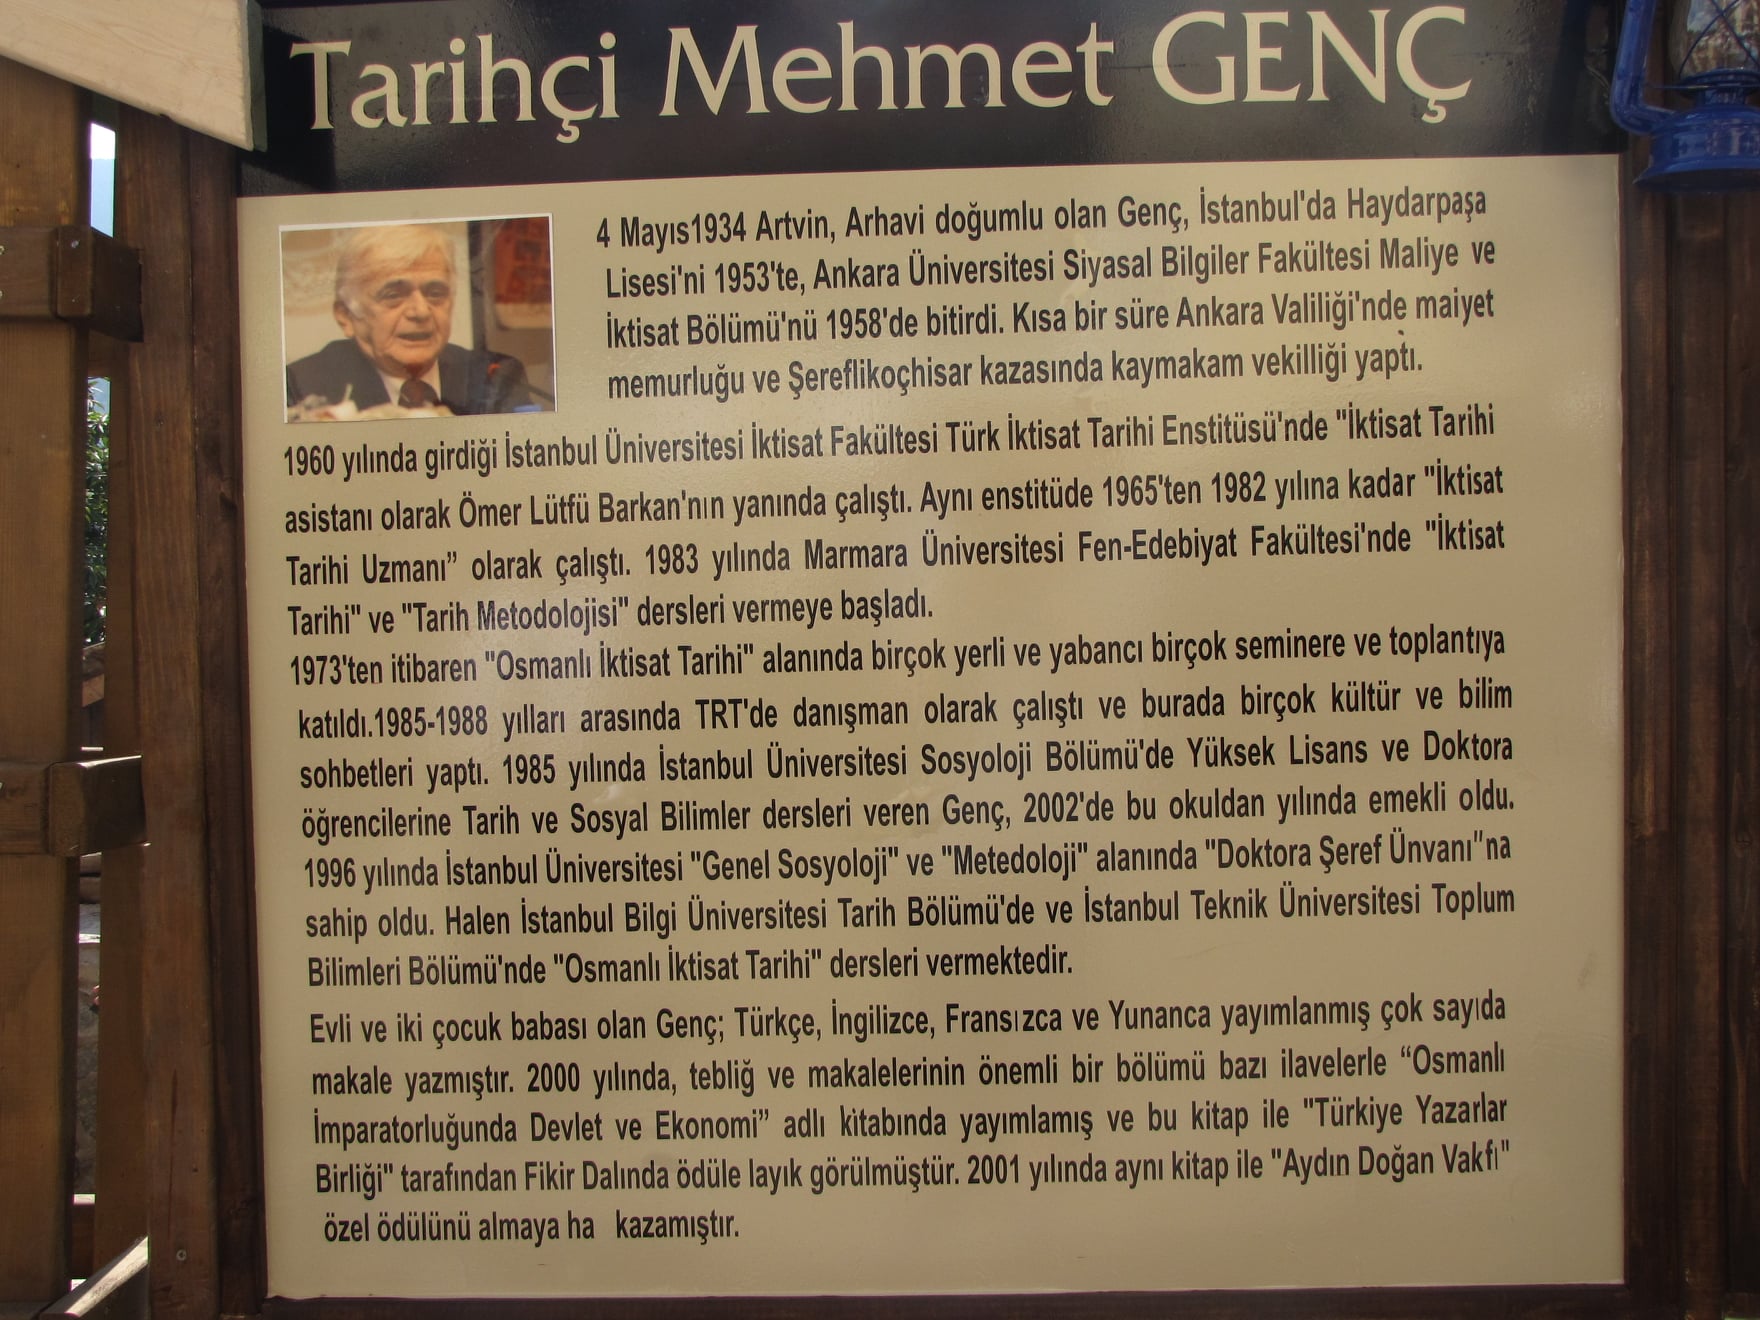 Tarihçi Mehmet GENÇ
4 Mayıs1934 Artvin, Arhavi doğumlu olan Genç, İstanbul'da Haydarpaşa
Lisesi'ni 1953'te, Ankara Üniversitesi Siyasal Bilgiler Fakültesi Maliye ve
İktisat Bölümü'nü 1958'de bitirdi. Kısa bir süre Ankara Valiliği'nde maiyet
memurluğu ve Şereflikoçhisar kazasında kaymakam vekilliği yaptı.
1960 yılında girdiği İstanbul Üniversitesi İktisat Fakültesi Türk İktisat Tarihi Enstitüsü'nde "İktisat Tarihi
asistanı olarak Ömer Lütfü Barkan'nın yanında çalıştı. Aynı enstitüde 1965'ten 1982 yılına kadar "İktisat
Tarihi Uzmanı” olarak çalıştı. 1983 yılında Marmara Üniversitesi Fen-Edebiyat Fakültesi'nde "İktisat
Tarihi" ve "Tarih Metodolojisi" dersleri vermeye başladı.
1973'ten itibaren "Osmanlı İktisat Tarihi" alanında birçok yerli ve yabancı birçok seminere ve toplantıya
katıldı.1985-1988 yılları arasında TRT'de danışman olarak çalıştı ve burada birçok kültür ve bilim
sohbetleri yaptı. 1985 yılında İstanbul Üniversitesi Sosyoloji Bölümü'de Yüksek Lisans ve Doktora
öğrencilerine Tarih ve Sosyal Bilimler dersleri veren Genç, 2002'de bu okuldan yılında emekli oldu.
1996 yılında İstanbul Üniversitesi "Genel Sosyoloji" ve "Metedoloji" alanında "Doktora Şeref Ünvanı"na
sahip oldu. Halen İstanbul Bilgi Üniversitesi Tarih Bölümü'de ve İstanbul Teknik Üniversitesi Toplum
Bilimleri Bölümü'nde "Osmanlı İktisat Tarihi" dersleri vermektedir.
Evli ve iki çocuk babası olan Genç; Türkçe, İngilizce, Fransızca ve Yunanca yayımlanmış çok sayıda
makale yazmıştır. 2000 yılında, tebliğ ve makalelerinin önemli bir bölümü bazı ilavelerle “Osmanlı
İmparatorluğunda Devlet ve Ekonomi” adlı kitabında yayımlamış ve bu kitap ile "Türkiye Yazarlar
Birliği" tarafından Fikir Dalında ödüle layık görülmüştür. 2001 yılında aynı kitap ile "Aydın Doğan Vakfı"
özel ödülünü almaya ha kazamıştır.